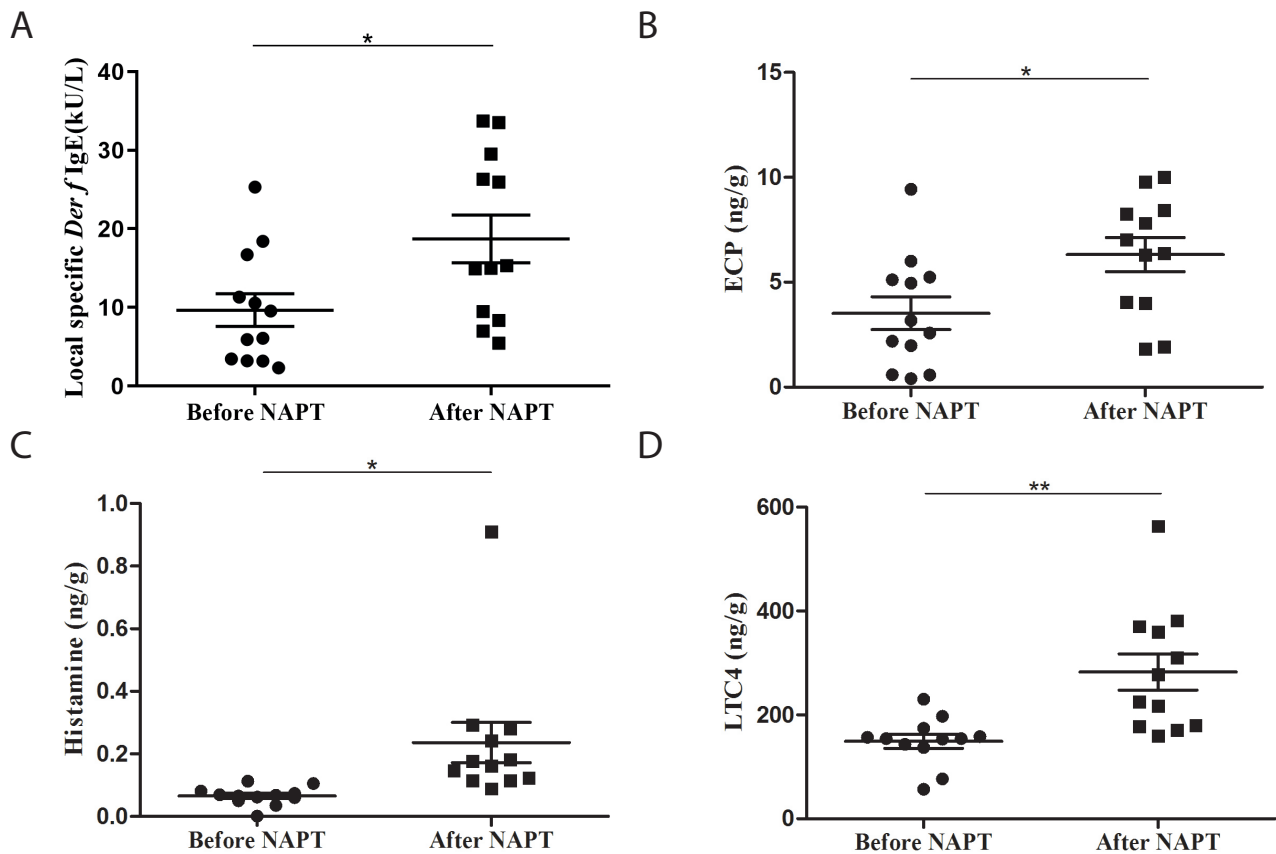 A
*
Local specific Der f IgE(kU/L)
40
30
20
10
0
Before NAPT
After NAPT
B
*
ECP (ng/g)
15
10
5
0
Before NAPT
After NAPT
C
*
Histamine (ng/g)
1.0
0.8
0.6
0.4
0.2
0.0
Before NAPT
After NAPT
D
**
LTC4 (ng/g)
600
400
200
0
Before NAPT
After NAPT